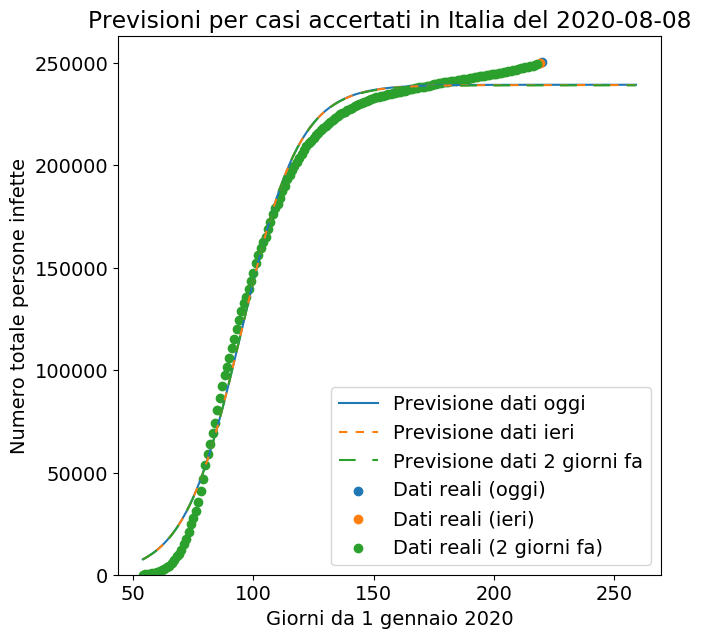 Previsioni per casi accertati in Italia del 2020-08-08
250000
200000
150000
100000
50000
0
Numero totale persone infette
50
100
150
200
250
Giorni da 1 gennaio 2020
Previsione dati oggi
Previsione dati ieri
Previsione dati 2 giorni fa
Dati reali (oggi)
Dati reali (ieri)
Dati reali (2 giorni fa)